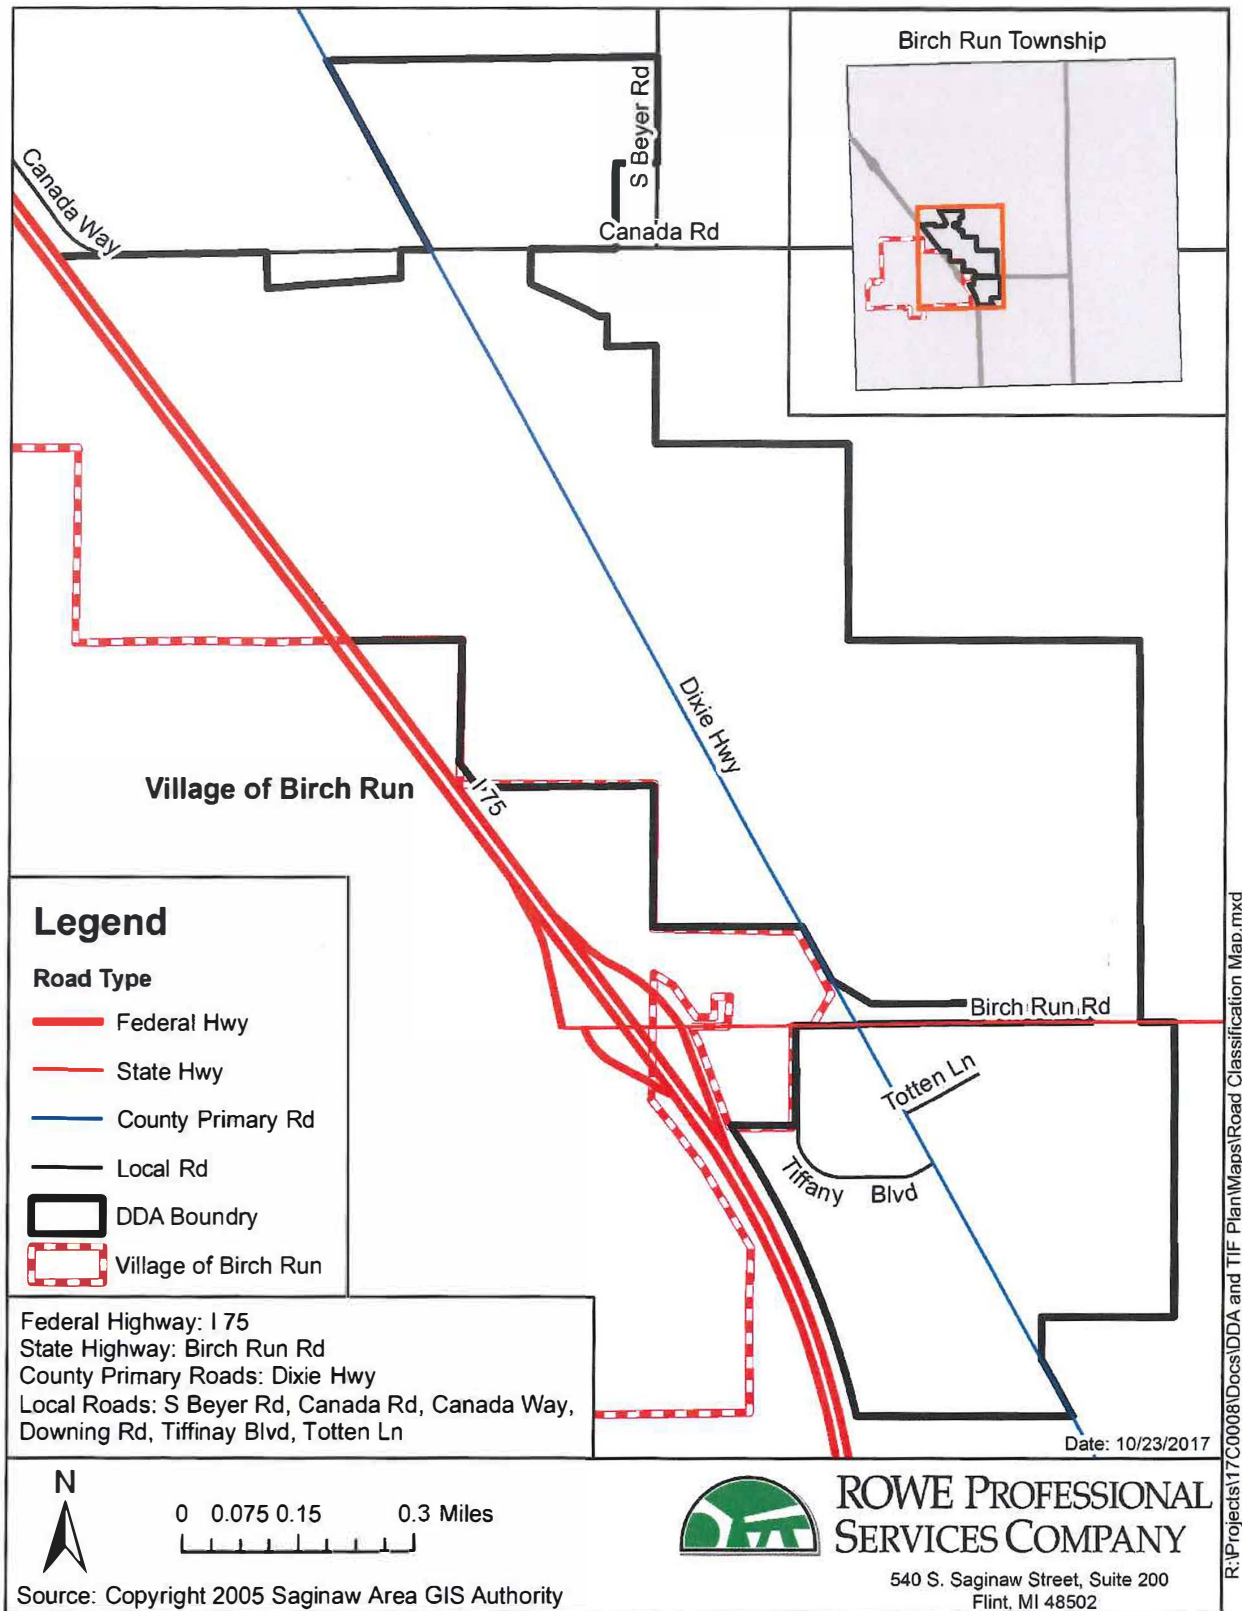 Birch Run Township
S Beyer Rd
Canada Way
Canada Rd
Dixie Hwy
I-75
Village of Birch Run
Birch Run Rd
Totten Ln
Tiffany Blvd
Legend
Road Type
Federal Hwy
State Hwy
County Primary Rd
Local Rd
DDA Boundry
Village of Birch Run
Federal Highway: I 75
State Highway: Birch Run Rd
County Primary Roads: Dixie Hwy
Local Roads: S Beyer Rd, Canada Rd, Canada Way,
Downing Rd, Tiffinay Blvd, Totten Ln
Date: 10/23/2017
N
0 0.075 0.15 0.3 Miles
Source: Copyright 2005 Saginaw Area GIS Authority
ROWE PROFESSIONAL
SERVICES COMPANY
540 S. Saginaw Street, Suite 200
Flint, MI 48502
R:\Projects\17C0008\Docs\DDA and TIF Plan\Maps\Road Classification Map.mxd